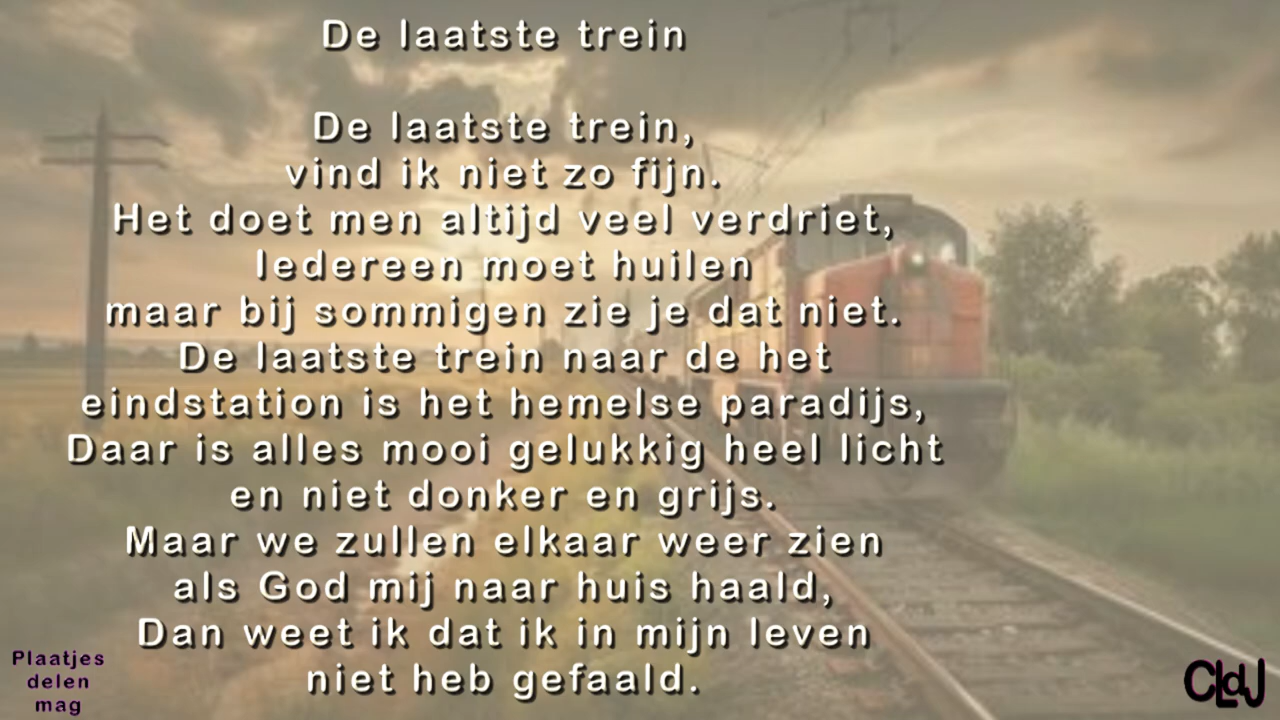 De laatste trein
De laatste trein,
vind ik niet zo fijn.
Het doet men altijd veel verdriet,
Iedereen moet huilen
maar bij sommigen zie je dat niet.
De laatste trein naar de het
eindstation is het hemelse paradijs,
Daar is alles mooi gelukkig heel licht
en niet donker en grijs.
Maar we zullen elkaar weer zien
als God mij naar huis haald,
Dan weet ik dat ik in mijn leven
niet heb gefaald.
Plaatjes
delen
mag
CLdJ